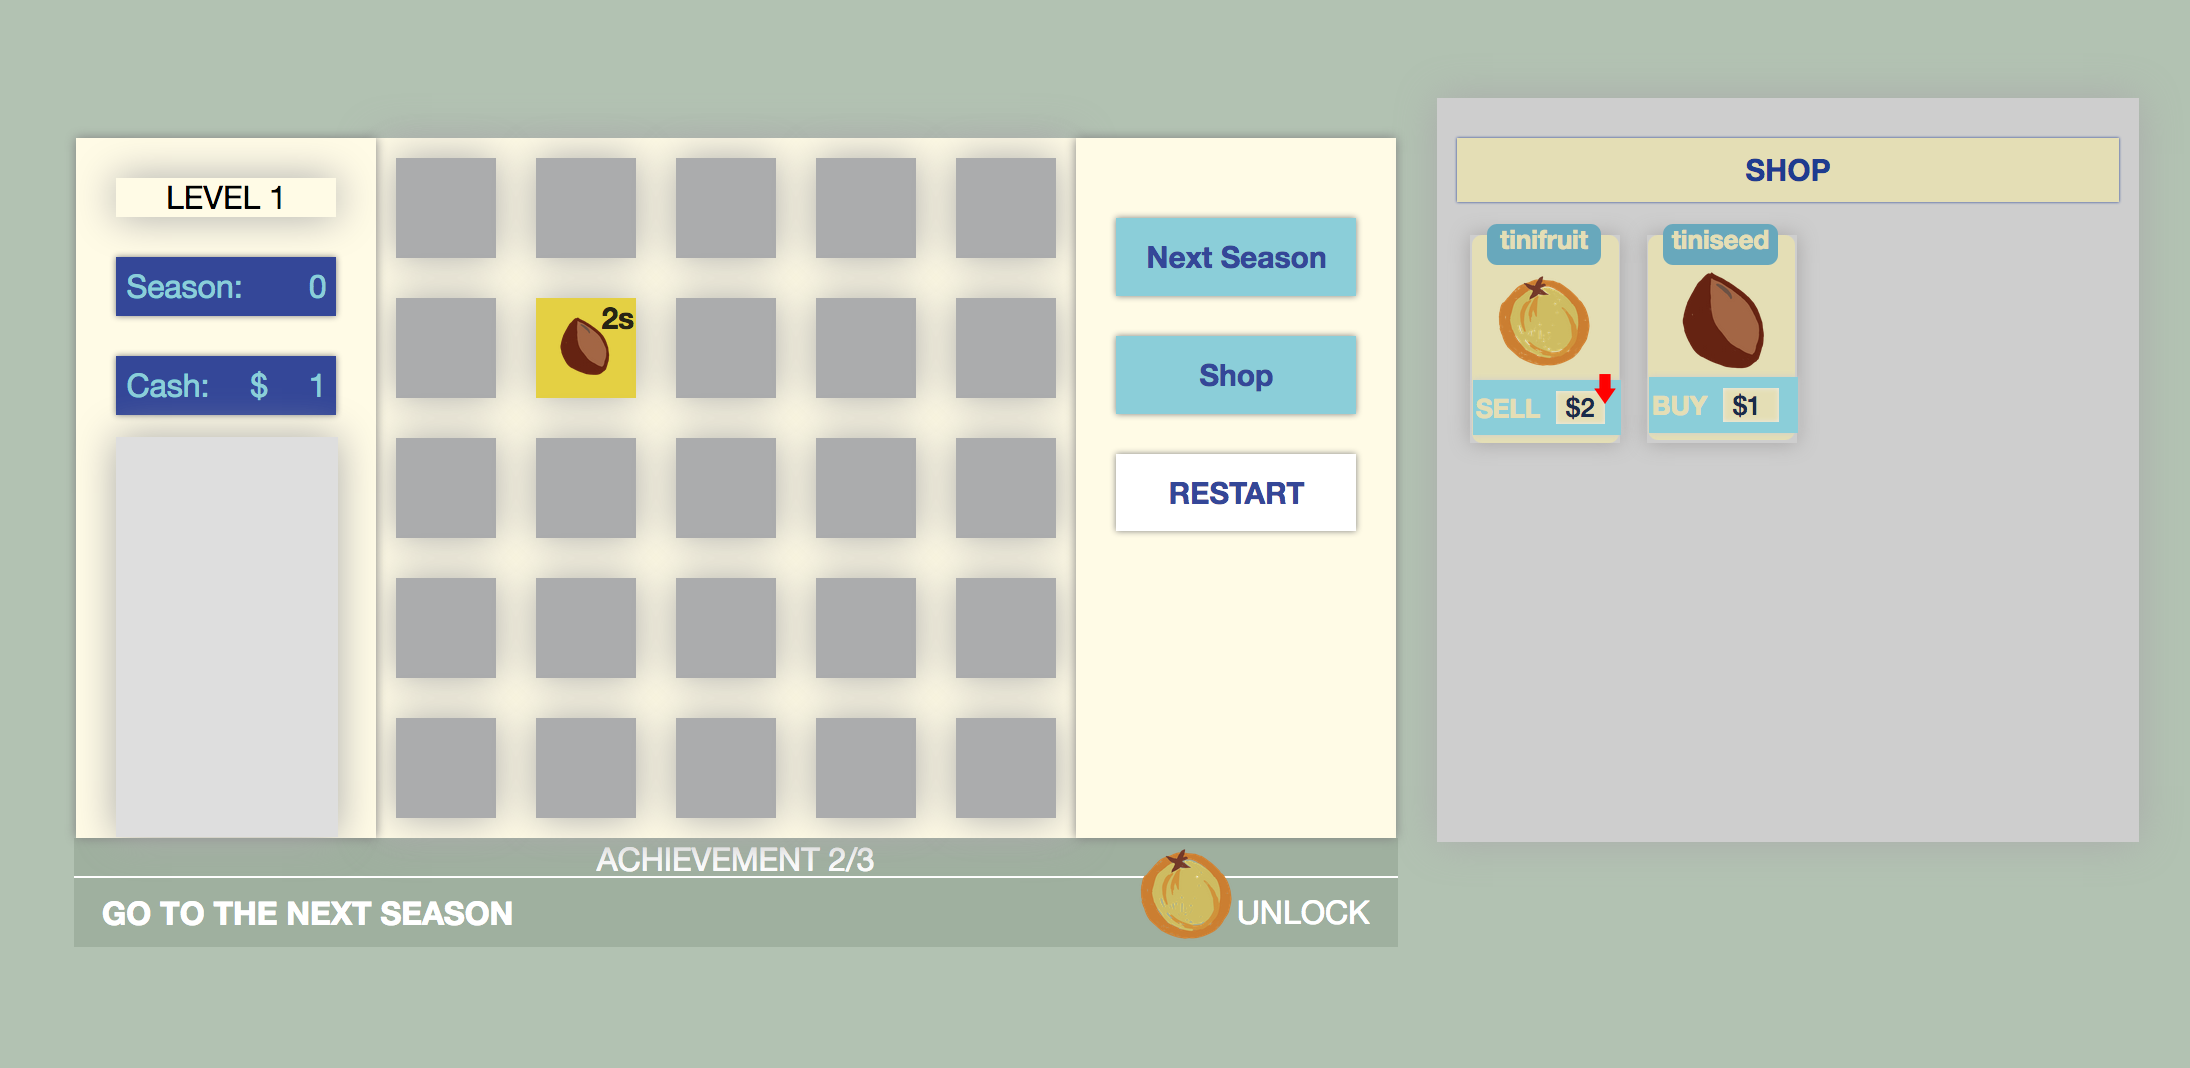 LEVEL 1
Season: 0
Cash: $ 1
2s
Next Season
Shop
RESTART
ACHIEVEMENT 2/3
GO TO THE NEXT SEASON
UNLOCK
SHOP
tinifruit
SELL $2
tiniseed
BUY $1